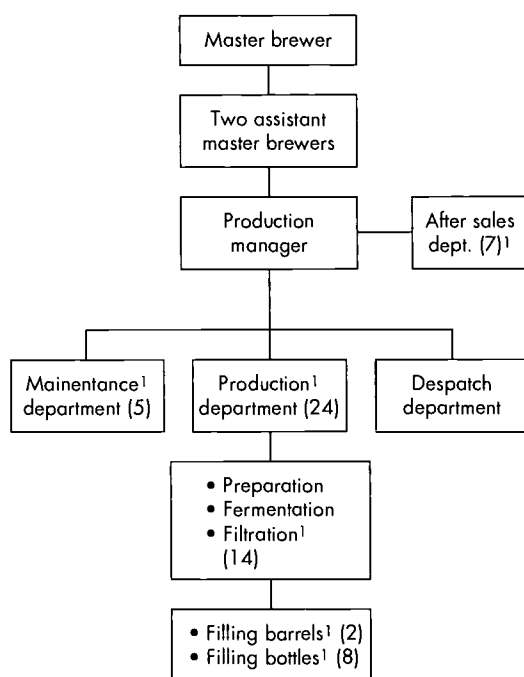 Master brewer
Two assistant
master brewers
Production
manager
After sales
dept. (7)¹
Mainentance¹
department (5)
Production¹
department (24)
Despatch
department
• Preparation
• Fermentation
• Filtration¹
(14)
• Filling barrels¹ (2)
• Filling bottles¹ (8)